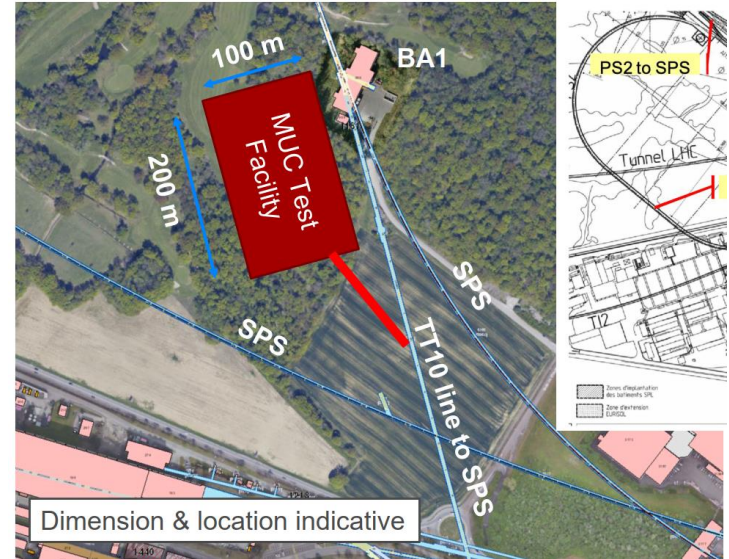 100 m
BA1
MUC Test
Facility
200 m
SPS
SPS
TT10 line to SPS
Dimension & location indicative
PS2 to SPS
Tunnel LHC
TI2
Zones d'implantation
des batiments SPL
Zone d'extension
EURISOL